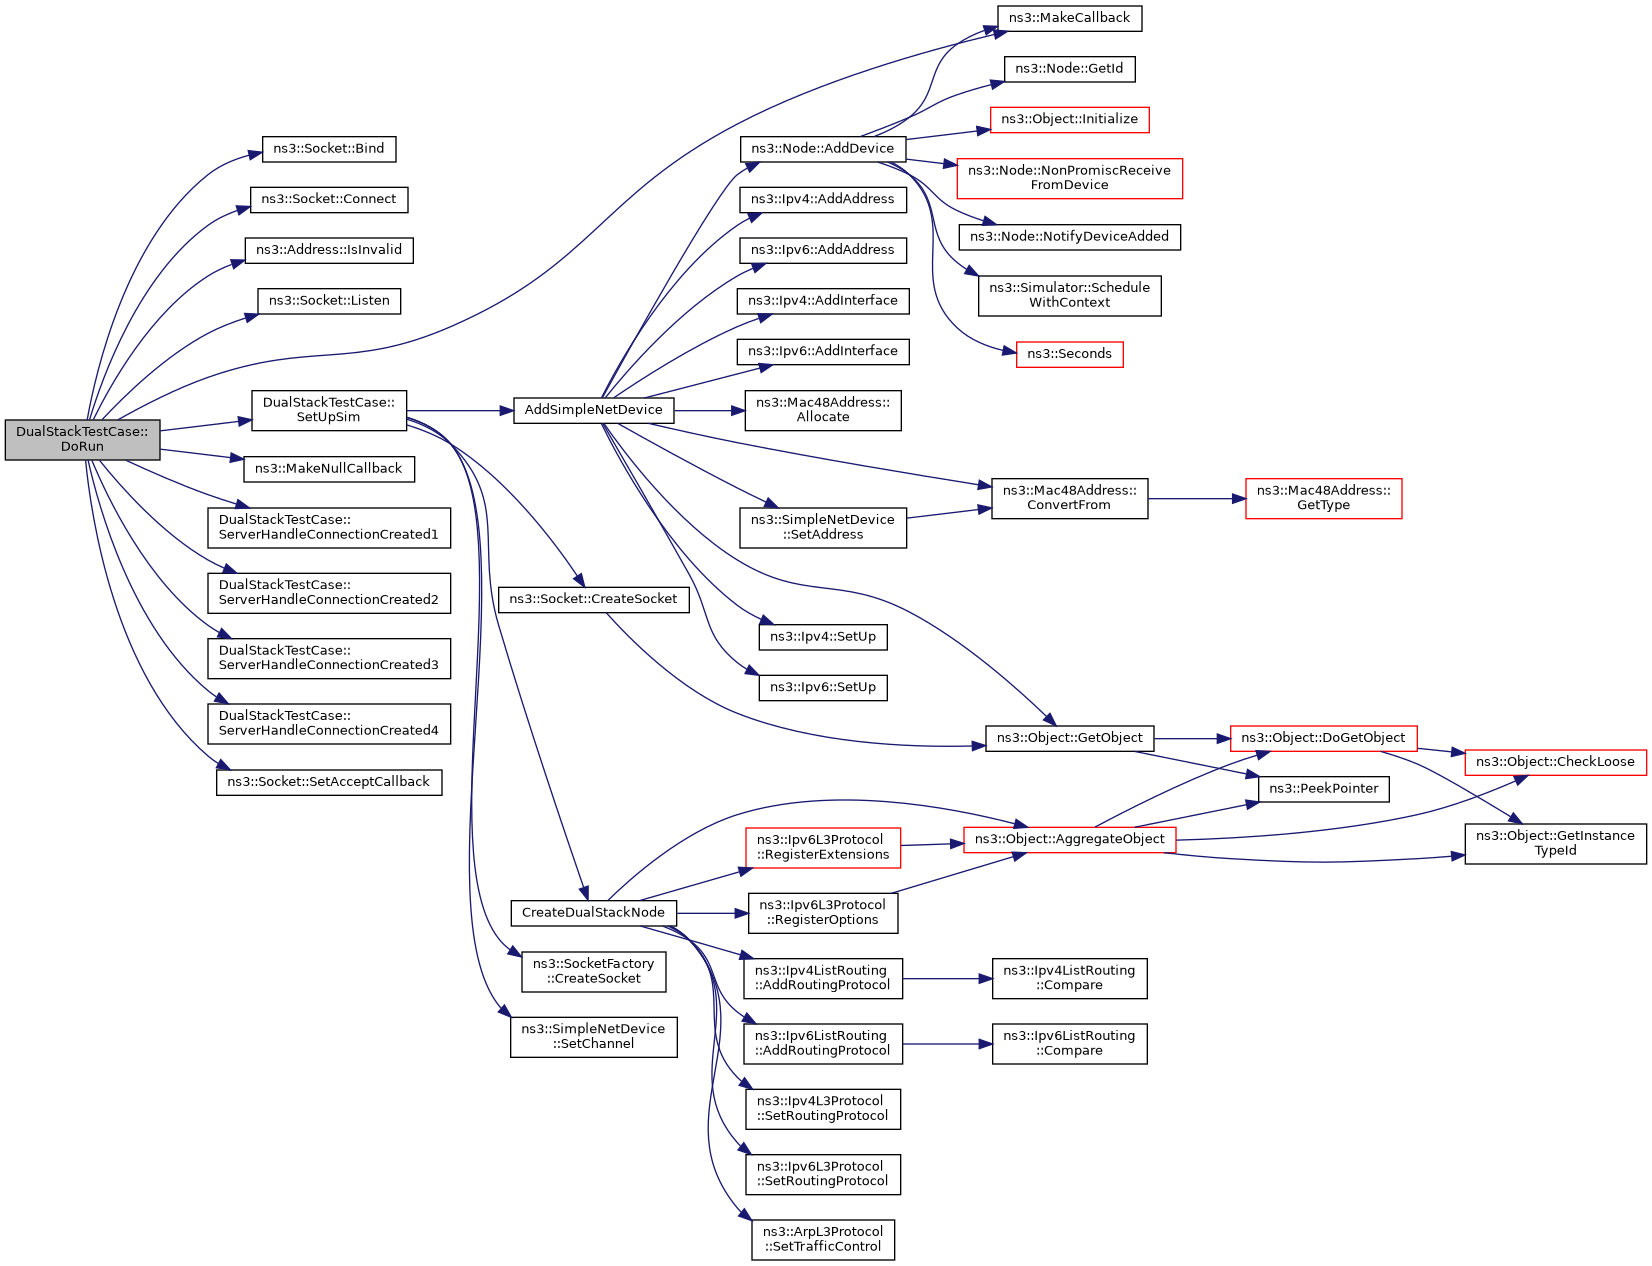 DualStackTestCase::
DoRun
ns3::Socket::Bind
ns3::Socket::Connect
ns3::Address::IsInvalid
ns3::Socket::Listen
DualStackTestCase::
SetUpSim
ns3::MakeNullCallback
DualStackTestCase::
ServerHandleConnectionCreated1
DualStackTestCase::
ServerHandleConnectionCreated2
DualStackTestCase::
ServerHandleConnectionCreated3
DualStackTestCase::
ServerHandleConnectionCreated4
ns3::Socket::SetAcceptCallback
AddSimpleNetDevice
ns3::Socket::CreateSocket
CreateDualStackNode
ns3::SocketFactory
::CreateSocket
ns3::SimpleNetDevice
::SetChannel
ns3::Node::AddDevice
ns3::Ipv4::AddAddress
ns3::Ipv6::AddAddress
ns3::Ipv4::AddInterface
ns3::Ipv6::AddInterface
ns3::Mac48Address::
Allocate
ns3::SimpleNetDevice
::SetAddress
ns3::Ipv4::SetUp
ns3::Ipv6::SetUp
ns3::Ipv6L3Protocol
::RegisterExtensions
ns3::Ipv6L3Protocol
::RegisterOptions
ns3::Ipv4ListRouting
::AddRoutingProtocol
ns3::Ipv6ListRouting
::AddRoutingProtocol
ns3::Ipv4L3Protocol
::SetRoutingProtocol
ns3::Ipv6L3Protocol
::SetRoutingProtocol
ns3::ArpL3Protocol
::SetTrafficControl
ns3::MakeCallback
ns3::Node::GetId
ns3::Object::Initialize
ns3::Node::NonPromiscReceive
FromDevice
ns3::Node::NotifyDeviceAdded
ns3::Simulator::Schedule
WithContext
ns3::Seconds
ns3::Mac48Address::
ConvertFrom
ns3::Object::GetObject
ns3::Object::AggregateObject
ns3::Ipv4ListRouting
::Compare
ns3::Ipv6ListRouting
::Compare
ns3::Mac48Address::
GetType
ns3::Object::DoGetObject
ns3::PeekPointer
ns3::Object::CheckLoose
ns3::Object::GetInstance
TypeId